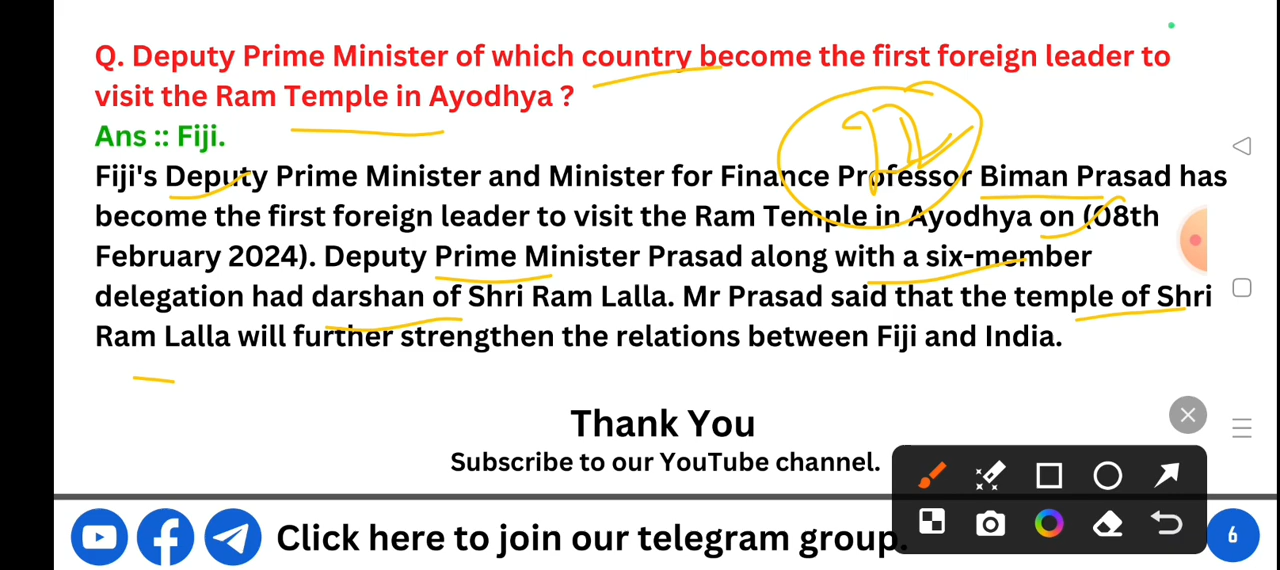 Q. Deputy Prime Minister of which country become the first foreign leader to
visit the Ram Temple in Ayodhya ?
Ans :: Fiji.
Fiji's Deputy Prime Minister and Minister for Finance Professor Biman Prasad has
become the first foreign leader to visit the Ram Temple in Ayodhya on (08th
February 2024). Deputy Prime Minister Prasad along with a six-member
delegation had darshan of Shri Ram Lalla. Mr Prasad said that the temple of Shri
Ram Lalla will further strengthen the relations between Fiji and India.
Thank You
Subscribe to our YouTube channel.
Click here to join our telegram group.
6